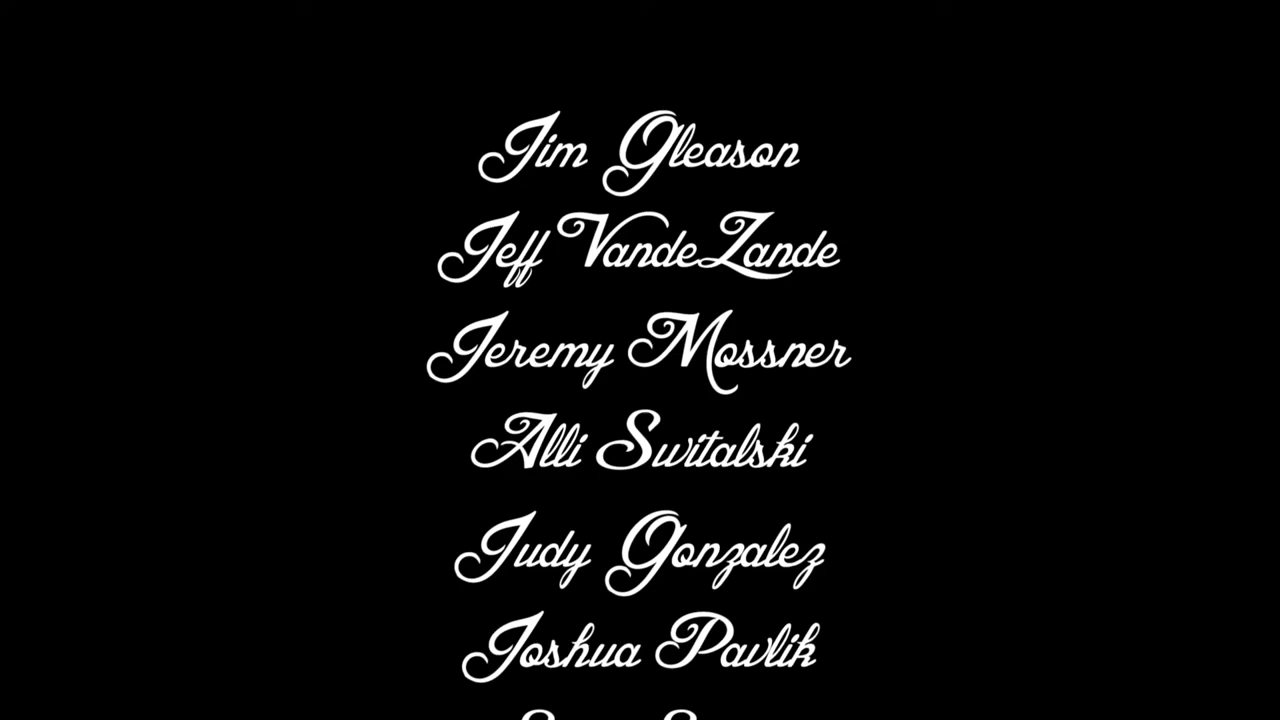 Jim Gleason
Jeff VandeZande
Jeremy Mossner
Alli Switalski
Judy Gonzalez
Joshua Pavlik